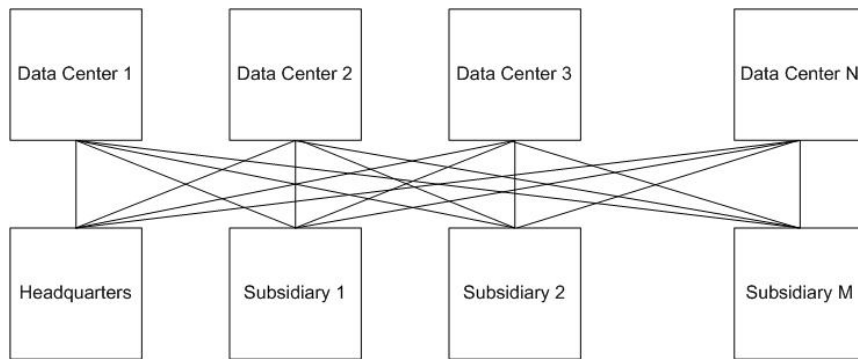 Data Center 1
Data Center 2
Data Center 3
Data Center N
Headquarters
Subsidiary 1
Subsidiary 2
Subsidiary M